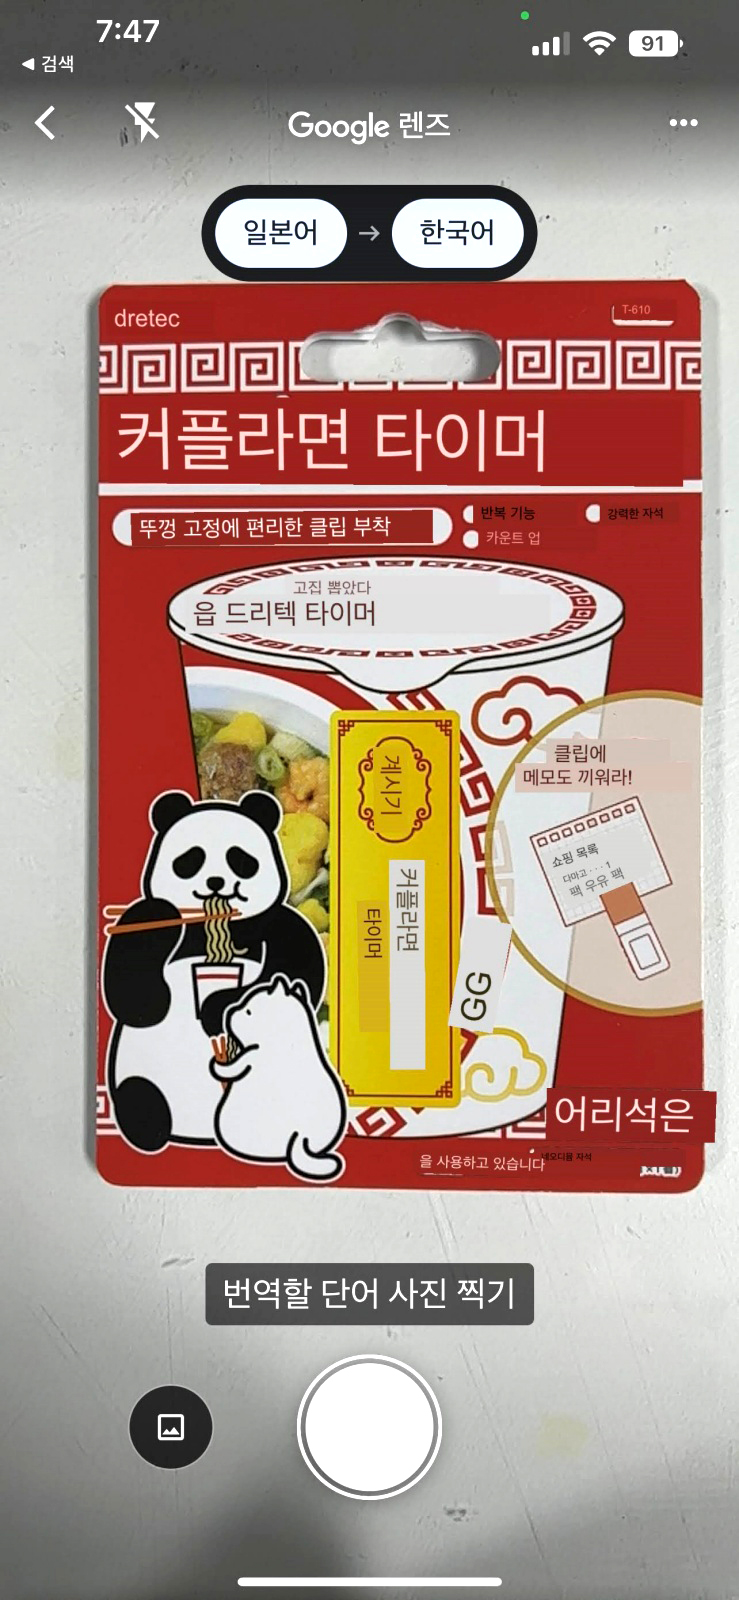 7:47
91
◀ 검색
Google 렌즈
일본어 → 한국어
dretec
T-610
커플라면 타이머
뚜껑 고정에 편리한 클립 부착
반복 기능
강력한 자석
카운트 업
고집 뽑았다
읍 드리텍 타이머
계시기
커플라면
타이머
GG
클립에
메모도 끼워라!
쇼핑 목록
다마고・・・1
팩 우유 팩
어리석은
을 사용하고 있습니다
네오디뮴 자석
번역할 단어 사진 찍기